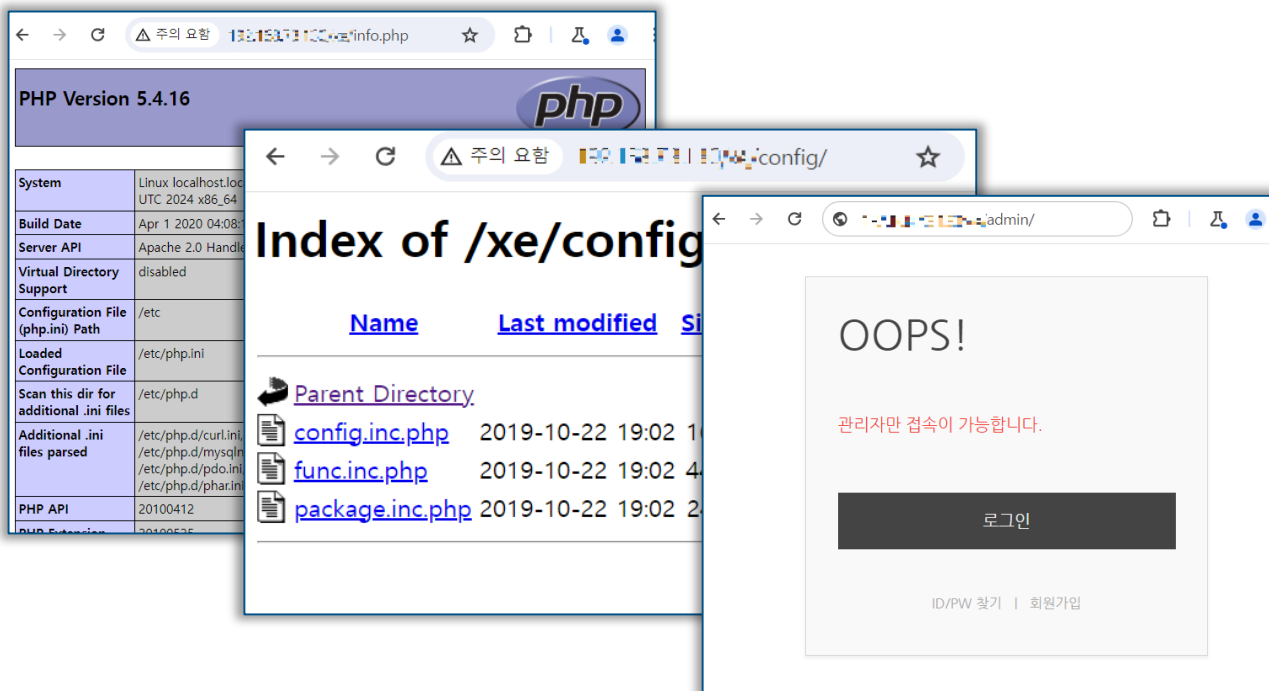 주의 요함
info.php
PHP Version 5.4.16
php
System
Linux localhost.loc
UTC 2024 x86_64
Build Date
Apr 1 2020 04:08:
Server API
Apache 2.0 Handle
Virtual Directory
Support
disabled
Configuration File
(php.ini) Path
/etc
Loaded
Configuration File
/etc/php.ini
Scan this dir for
additional .ini files
/etc/php.d
Additional .ini
files parsed
/etc/php.d/curl.ini,
/etc/php.d/mysqln
/etc/php.d/pdo.ini,
/etc/php.d/phar.ini
PHP API
20100412
PHP Extension
20100525
주의 요함
config/
Index of /xe/config
Name Last modified Si
Parent Directory
config.inc.php 2019-10-22 19:02
func.inc.php 2019-10-22 19:02
package.inc.php 2019-10-22 19:02
admin/
OOPS!
관리자만 접속이 가능합니다.
로그인
ID/PW 찾기 | 회원가입